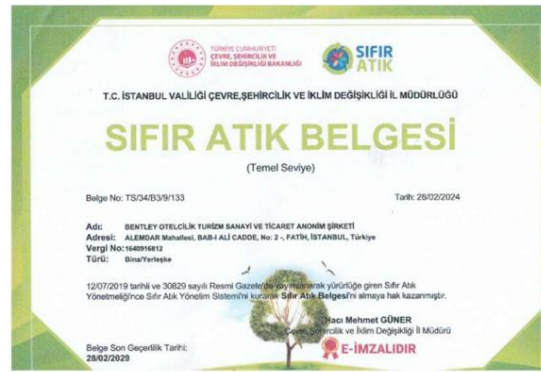 TÜRKİYE CUMHURİYETİ
ÇEVRE, ŞEHİRCİLİK VE
İKLİM DEĞİŞİKLİĞİ BAKANLIĞI
SIFIR
ATIK
T.C. İSTANBUL VALİLİĞİ ÇEVRE,ŞEHİRCİLİK VE İKLİM DEĞİŞİKLİĞİ İL MÜDÜRLÜĞÜ
SIFIR ATIK BELGESİ
(Temel Seviye)
Belge No: TS/34/B3/9/133
Tarih: 28/02/2024
Adı: BENTLEY OTELCİLİK TURİZM SANAYİ VE TİCARET ANONİM ŞİRKETİ
Adresi: ALEMDAR Mahallesi, BAB-I ALİ CADDE, No: 2 -, FATİH, İSTANBUL, Türkiye
Vergi No:1640916812
Türü: Bina/Yerleşke
12/07/2019 tarihli ve 30829 sayılı Resmi Gazete'de yayımlanarak yürürlüğe giren Sıfır Atık
Yönetmeliği'nce Sıfır Atık Yönetim Sistemi'ni kurarak Sıfır Atık Belgesi'ni almaya hak kazanmıştır.
Hacı Mehmet GÜNER
Çevre, Şehircilik ve İklim Değişikliği İl Müdürü
E-İMZALIDIR
Belge Son Geçerlilik Tarihi:
28/02/2029